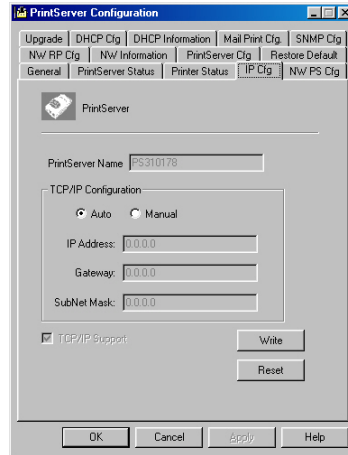 PrintServer Configuration
Upgrade DHCP Cfg DHCP Information Mail Print Cfg. SNMP Cfg
NW RP Cfg NW Information PrintServer Cfg Restore Default
General PrintServer Status Printer Status IP Cfg NW PS Cfg
PrintServer
PrintServer Name PS310178
TCP/IP Configuration
Auto Manual
IP Address: 0.0.0.0
Gateway: 0.0.0.0
SubNet Mask: 0.0.0.0
TCP/IP Support Write
Reset
OK Cancel Apply Help